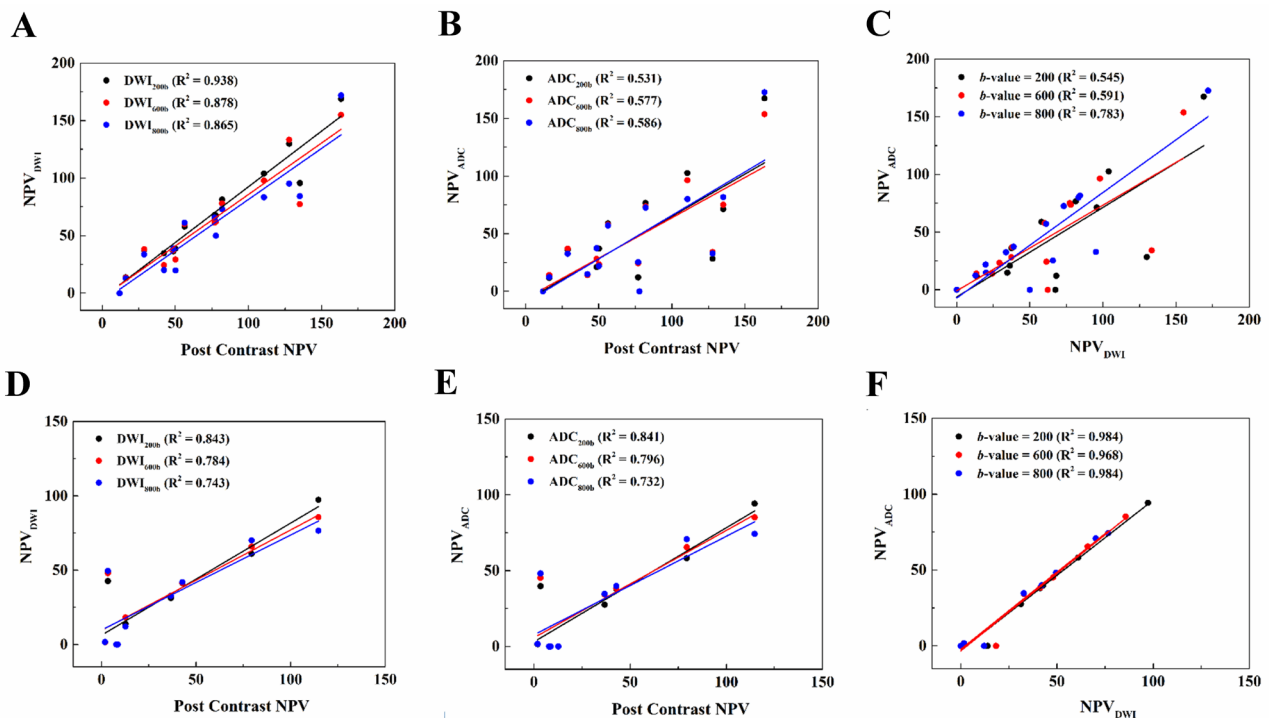 A
B
C
200
150
100
50
0
NPV_DWI
DWI_200b (R² = 0.938)
DWI_600b (R² = 0.878)
DWI_800b (R² = 0.865)
0 50 100 150 200
Post Contrast NPV
200
150
100
50
0
NPV_ADC
ADC_200b (R² = 0.531)
ADC_600b (R² = 0.577)
ADC_800b (R² = 0.586)
0 50 100 150 200
Post Contrast NPV
200
150
100
50
0
NPV_ADC
b-value = 200 (R² = 0.545)
b-value = 600 (R² = 0.591)
b-value = 800 (R² = 0.783)
0 50 100 150 200
NPV_DWI
D
E
F
150
100
50
0
NPV_DWI
DWI_200b (R² = 0.843)
DWI_600b (R² = 0.784)
DWI_800b (R² = 0.743)
0 50 100 150
Post Contrast NPV
150
100
50
0
NPV_ADC
ADC_200b (R² = 0.841)
ADC_600b (R² = 0.796)
ADC_800b (R² = 0.732)
0 50 100 150
Post Contrast NPV
150
100
50
0
NPV_ADC
b-value = 200 (R² = 0.984)
b-value = 600 (R² = 0.968)
b-value = 800 (R² = 0.984)
0 50 100 150
NPV_DWI